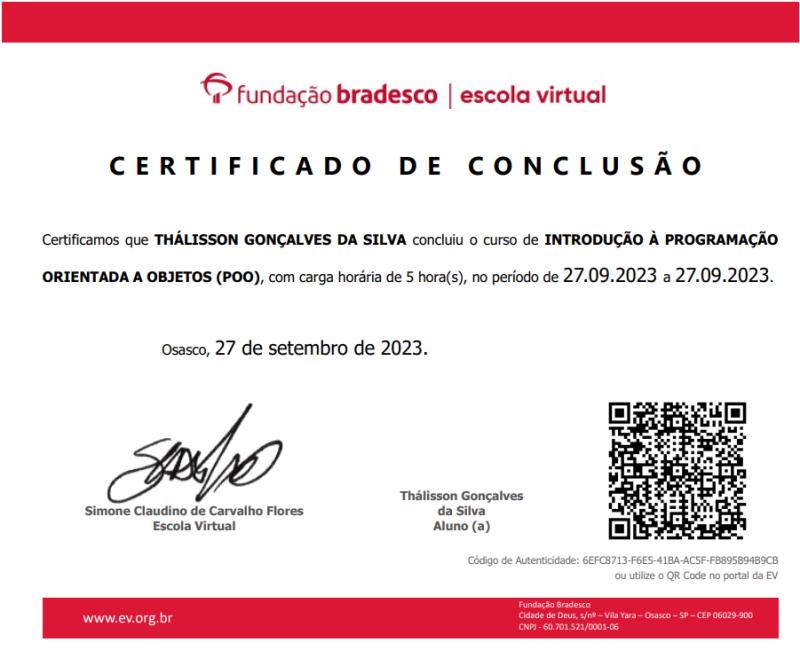 fundação bradesco | escola virtual
CERTIFICADO DE CONCLUSÃO
Certificamos que THÁLISSON GONÇALVES DA SILVA concluiu o curso de INTRODUÇÃO À PROGRAMAÇÃO
ORIENTADA A OBJETOS (POO), com carga horária de 5 hora(s), no período de 27.09.2023 a 27.09.2023.
Osasco, 27 de setembro de 2023.
Simone Claudino de Carvalho Flores
Escola Virtual
Thálisson Gonçalves
da Silva
Aluno (a)
Código de Autenticidade: 6EFC8713-F6E5-41BA-AC5F-FB895B94B9CB
ou utilize o QR Code no portal da EV
www.ev.org.br
Fundação Bradesco
Cidade de Deus, s/nº – Vila Yara – Osasco – SP – CEP 06029-900
CNPJ - 60.701.521/0001-06